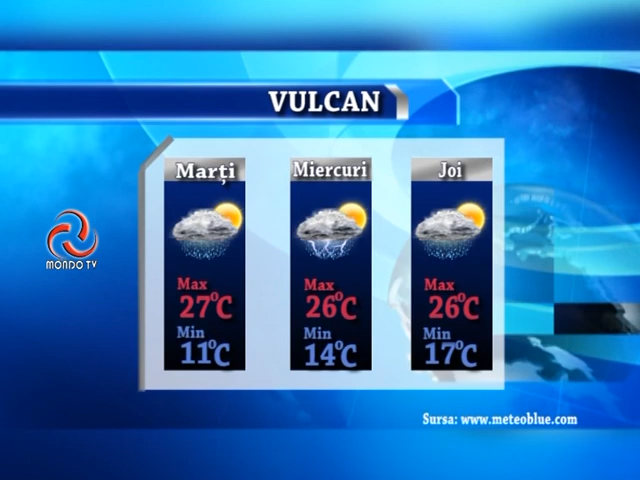 VULCAN
Marți
Miercuri
Joi
Max
27°C
Min
11°C
Max
26°C
Min
14°C
Max
26°C
Min
17°C
MONDO TV
Sursa: www.meteoblue.com